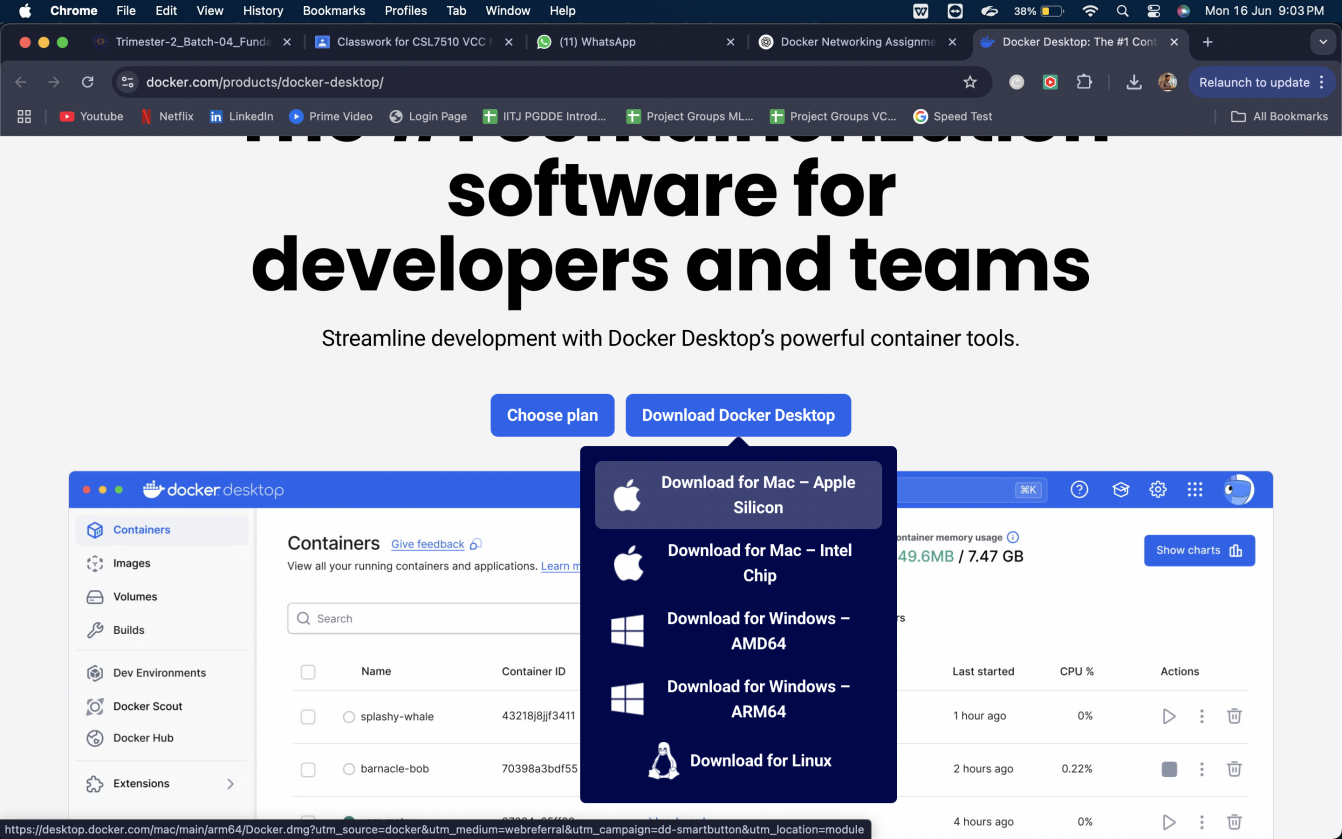 Chrome File Edit View History Bookmarks Profiles Tab Window Help 38% Mon 16 Jun 9:03 PM
Trimester-2_Batch-04_Funda Classwork for CSL7510 VCC (11) WhatsApp Docker Networking Assignme Docker Desktop: The #1 Cont
docker.com/products/docker-desktop/ Relaunch to update
Youtube Netflix LinkedIn Prime Video Login Page IITJ PGDDE Introd... Project Groups ML... Project Groups VC... Speed Test All Bookmarks
The #1 containerization
software for
developers and teams
Streamline development with Docker Desktop’s powerful container tools.
Choose plan Download Docker Desktop
Download for Mac – Apple
Silicon
Download for Mac – Intel
Chip
Download for Windows –
AMD64
Download for Windows –
ARM64
Download for Linux
docker desktop ⌘K
Containers
Images
Volumes
Builds
Dev Environments
Docker Scout
Docker Hub
Extensions
Containers Give feedback
View all your running containers and applications. Learn m
ontainer memory usage
49.6MB / 7.47 GB
Show charts
Search
rs
Name Container ID Last started CPU % Actions
splashy-whale 43218j8jjf3411 1 hour ago 0%
barnacle-bob 70398a3bdf55 2 hours ago 0.22%
4 hours ago 0%
https://desktop.docker.com/mac/main/arm64/Docker.dmg?utm_source=docker&utm_medium=webreferral&utm_campaign=dd-smartbutton&utm_location=module